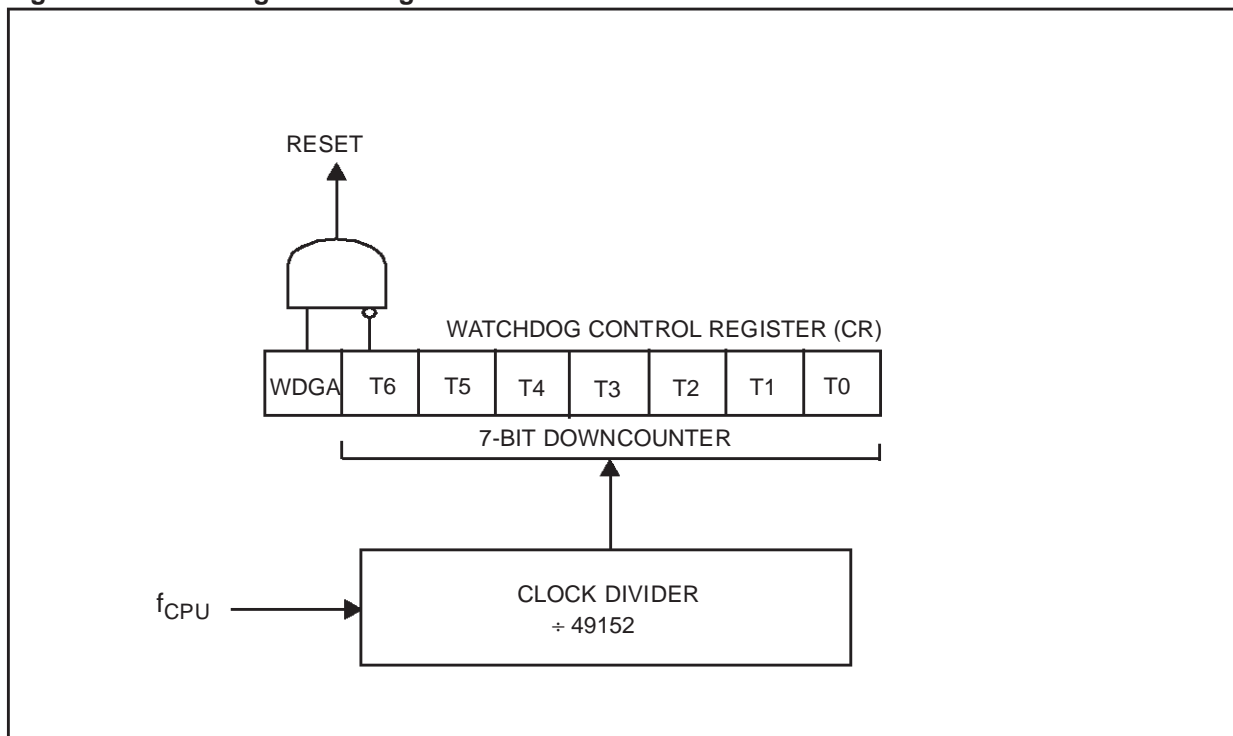 RESET
WATCHDOG CONTROL REGISTER (CR)
WDGA T6 T5 T4 T3 T2 T1 T0
7-BIT DOWNCOUNTER
fCPU
CLOCK DIVIDER
÷ 49152